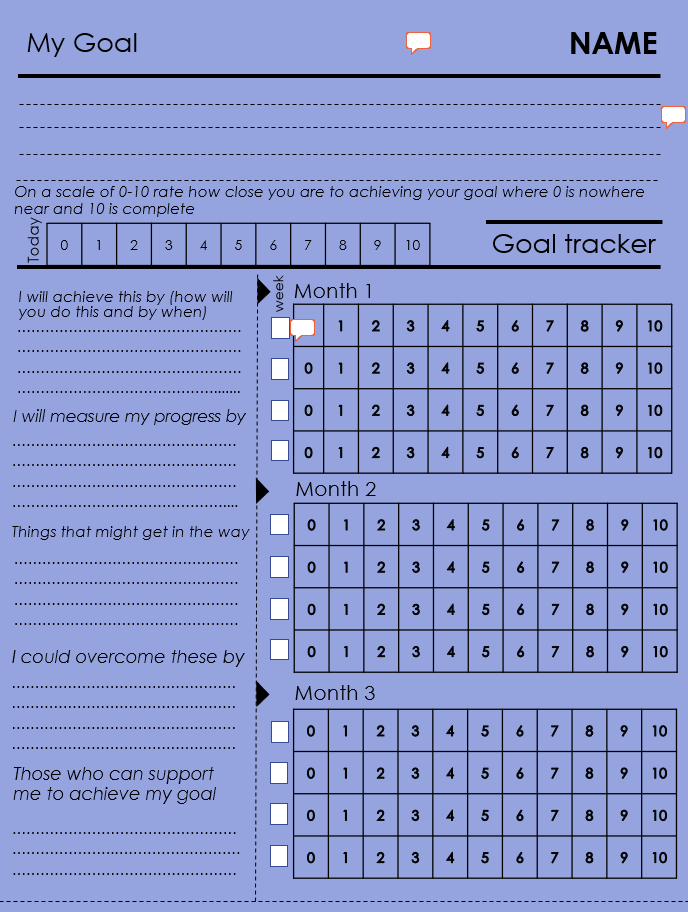 My Goal
NAME
On a scale of 0-10 rate how close you are to achieving your goal where 0 is nowhere
near and 10 is complete
Today
0 1 2 3 4 5 6 7 8 9 10
Goal tracker
I will achieve this by (how will
you do this and by when)
I will measure my progress by
Things that might get in the way
I could overcome these by
Those who can support
me to achieve my goal
week
Month 1
1 2 3 4 5 6 7 8 9 10
0 1 2 3 4 5 6 7 8 9 10
0 1 2 3 4 5 6 7 8 9 10
0 1 2 3 4 5 6 7 8 9 10
Month 2
0 1 2 3 4 5 6 7 8 9 10
0 1 2 3 4 5 6 7 8 9 10
0 1 2 3 4 5 6 7 8 9 10
0 1 2 3 4 5 6 7 8 9 10
Month 3
0 1 2 3 4 5 6 7 8 9 10
0 1 2 3 4 5 6 7 8 9 10
0 1 2 3 4 5 6 7 8 9 10
0 1 2 3 4 5 6 7 8 9 10